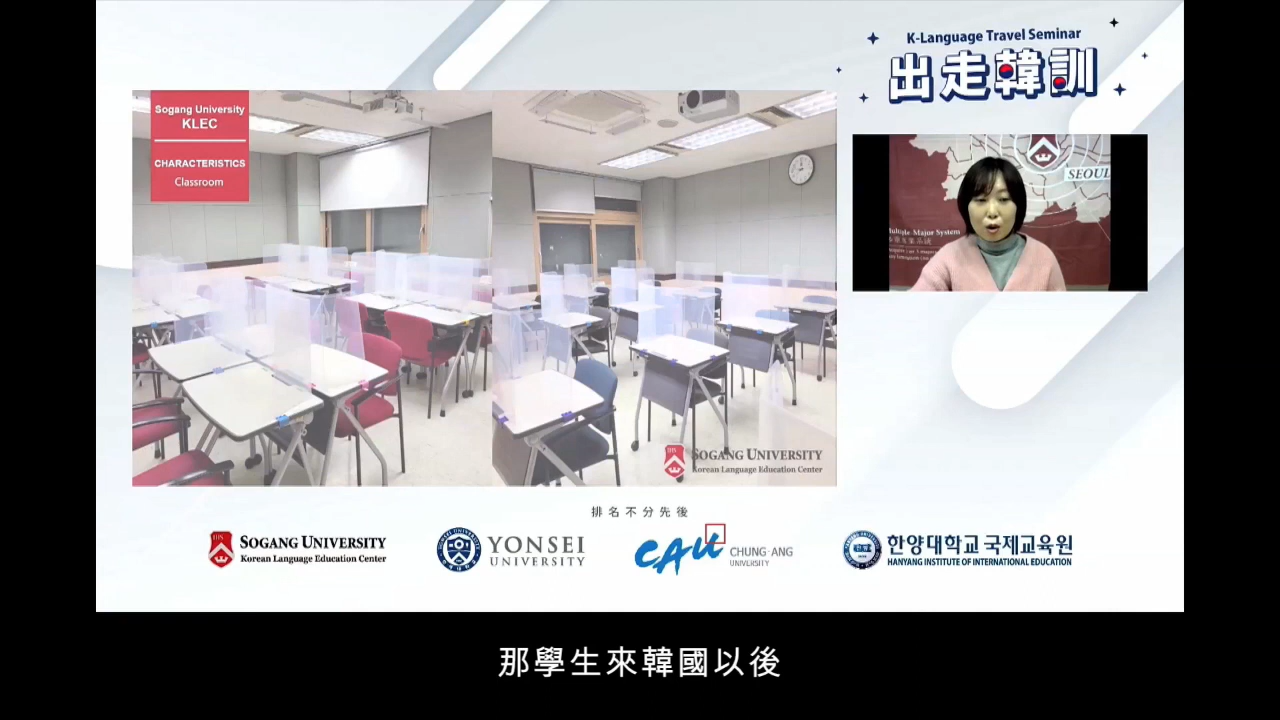 K-Language Travel Seminar
出走韓訓
Sogang University
KLEC
CHARACTERISTICS
Classroom
SEOUL
Multiple Major System
SOGANG UNIVERSITY
Korean Language Education Center
排名不分先後
SOGANG UNIVERSITY
Korean Language Education Center
YONSEI
UNIVERSITY
CAU
CHUNG-ANG
UNIVERSITY
한양대학교 국제교육원
HANYANG INSTITUTE OF INTERNATIONAL EDUCATION
那學生來韓國以後